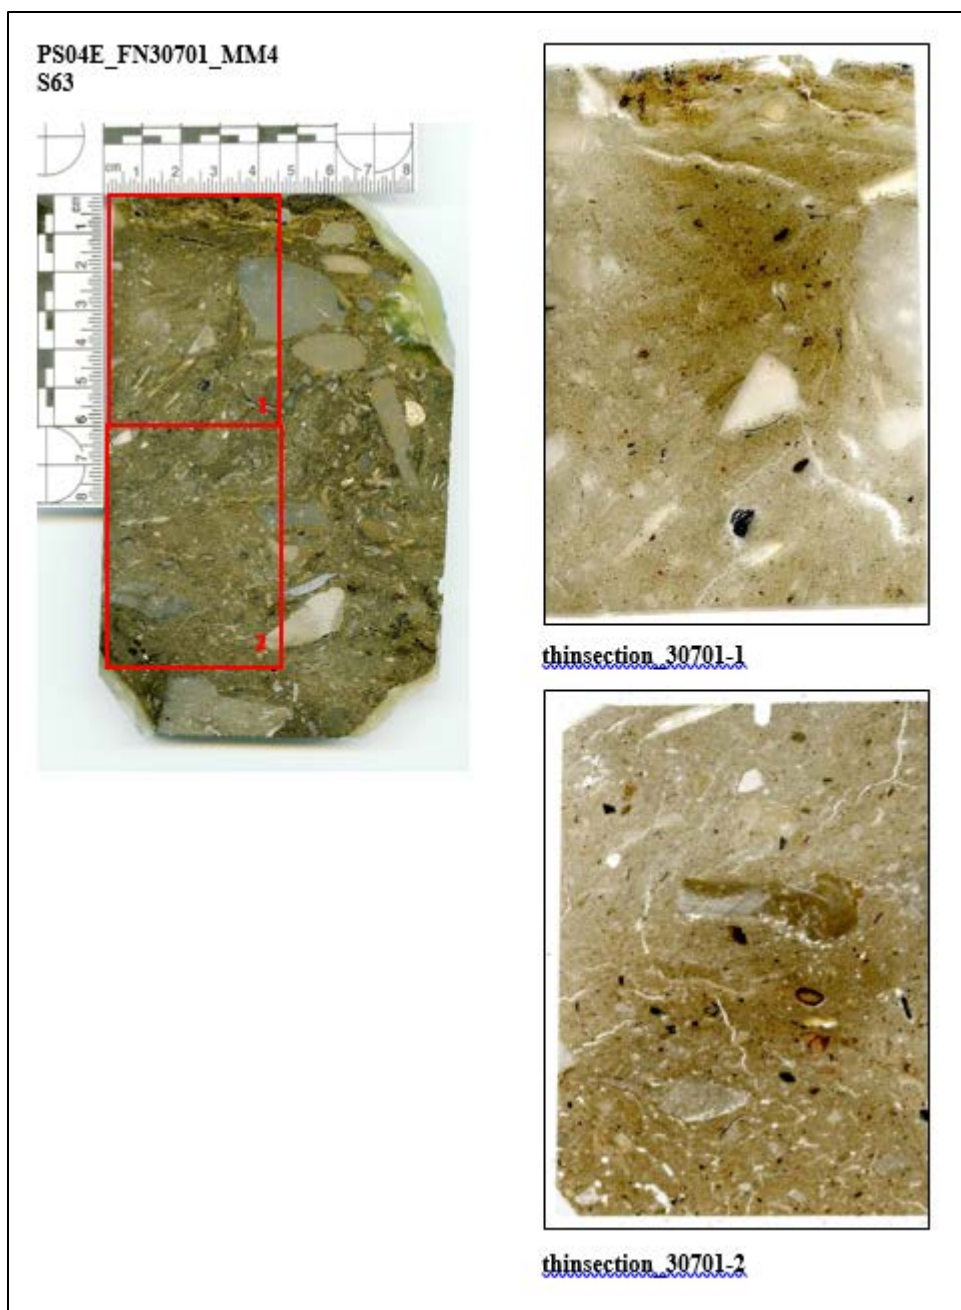 PS04E_FN30701_MM4
S63
cm 1 2 3 4 5 6 7 8
cm
1
2
3
4
5
6
7
8
1
2
thinsection_30701-1
thinsection_30701-2